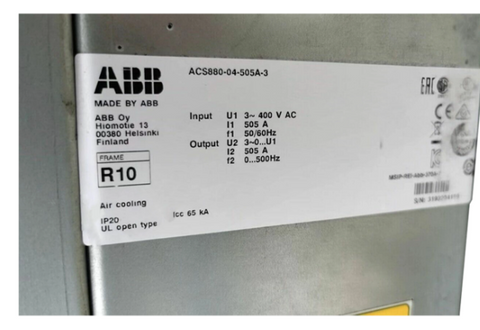 ABB
ACS880-04-505A-3
MADE BY ABB
ABB Oy
Hiomotie 13
00380 Helsinki
Finland
Input U1 3~ 400 V AC
I1 505 A
f1 50/60Hz
Output U2 3~0...U1
I2 505 A
f2 0...500Hz
FRAME
R10
Air cooling
IP20
UL open type
Icc 65 kA
EAC
CE
S/N: